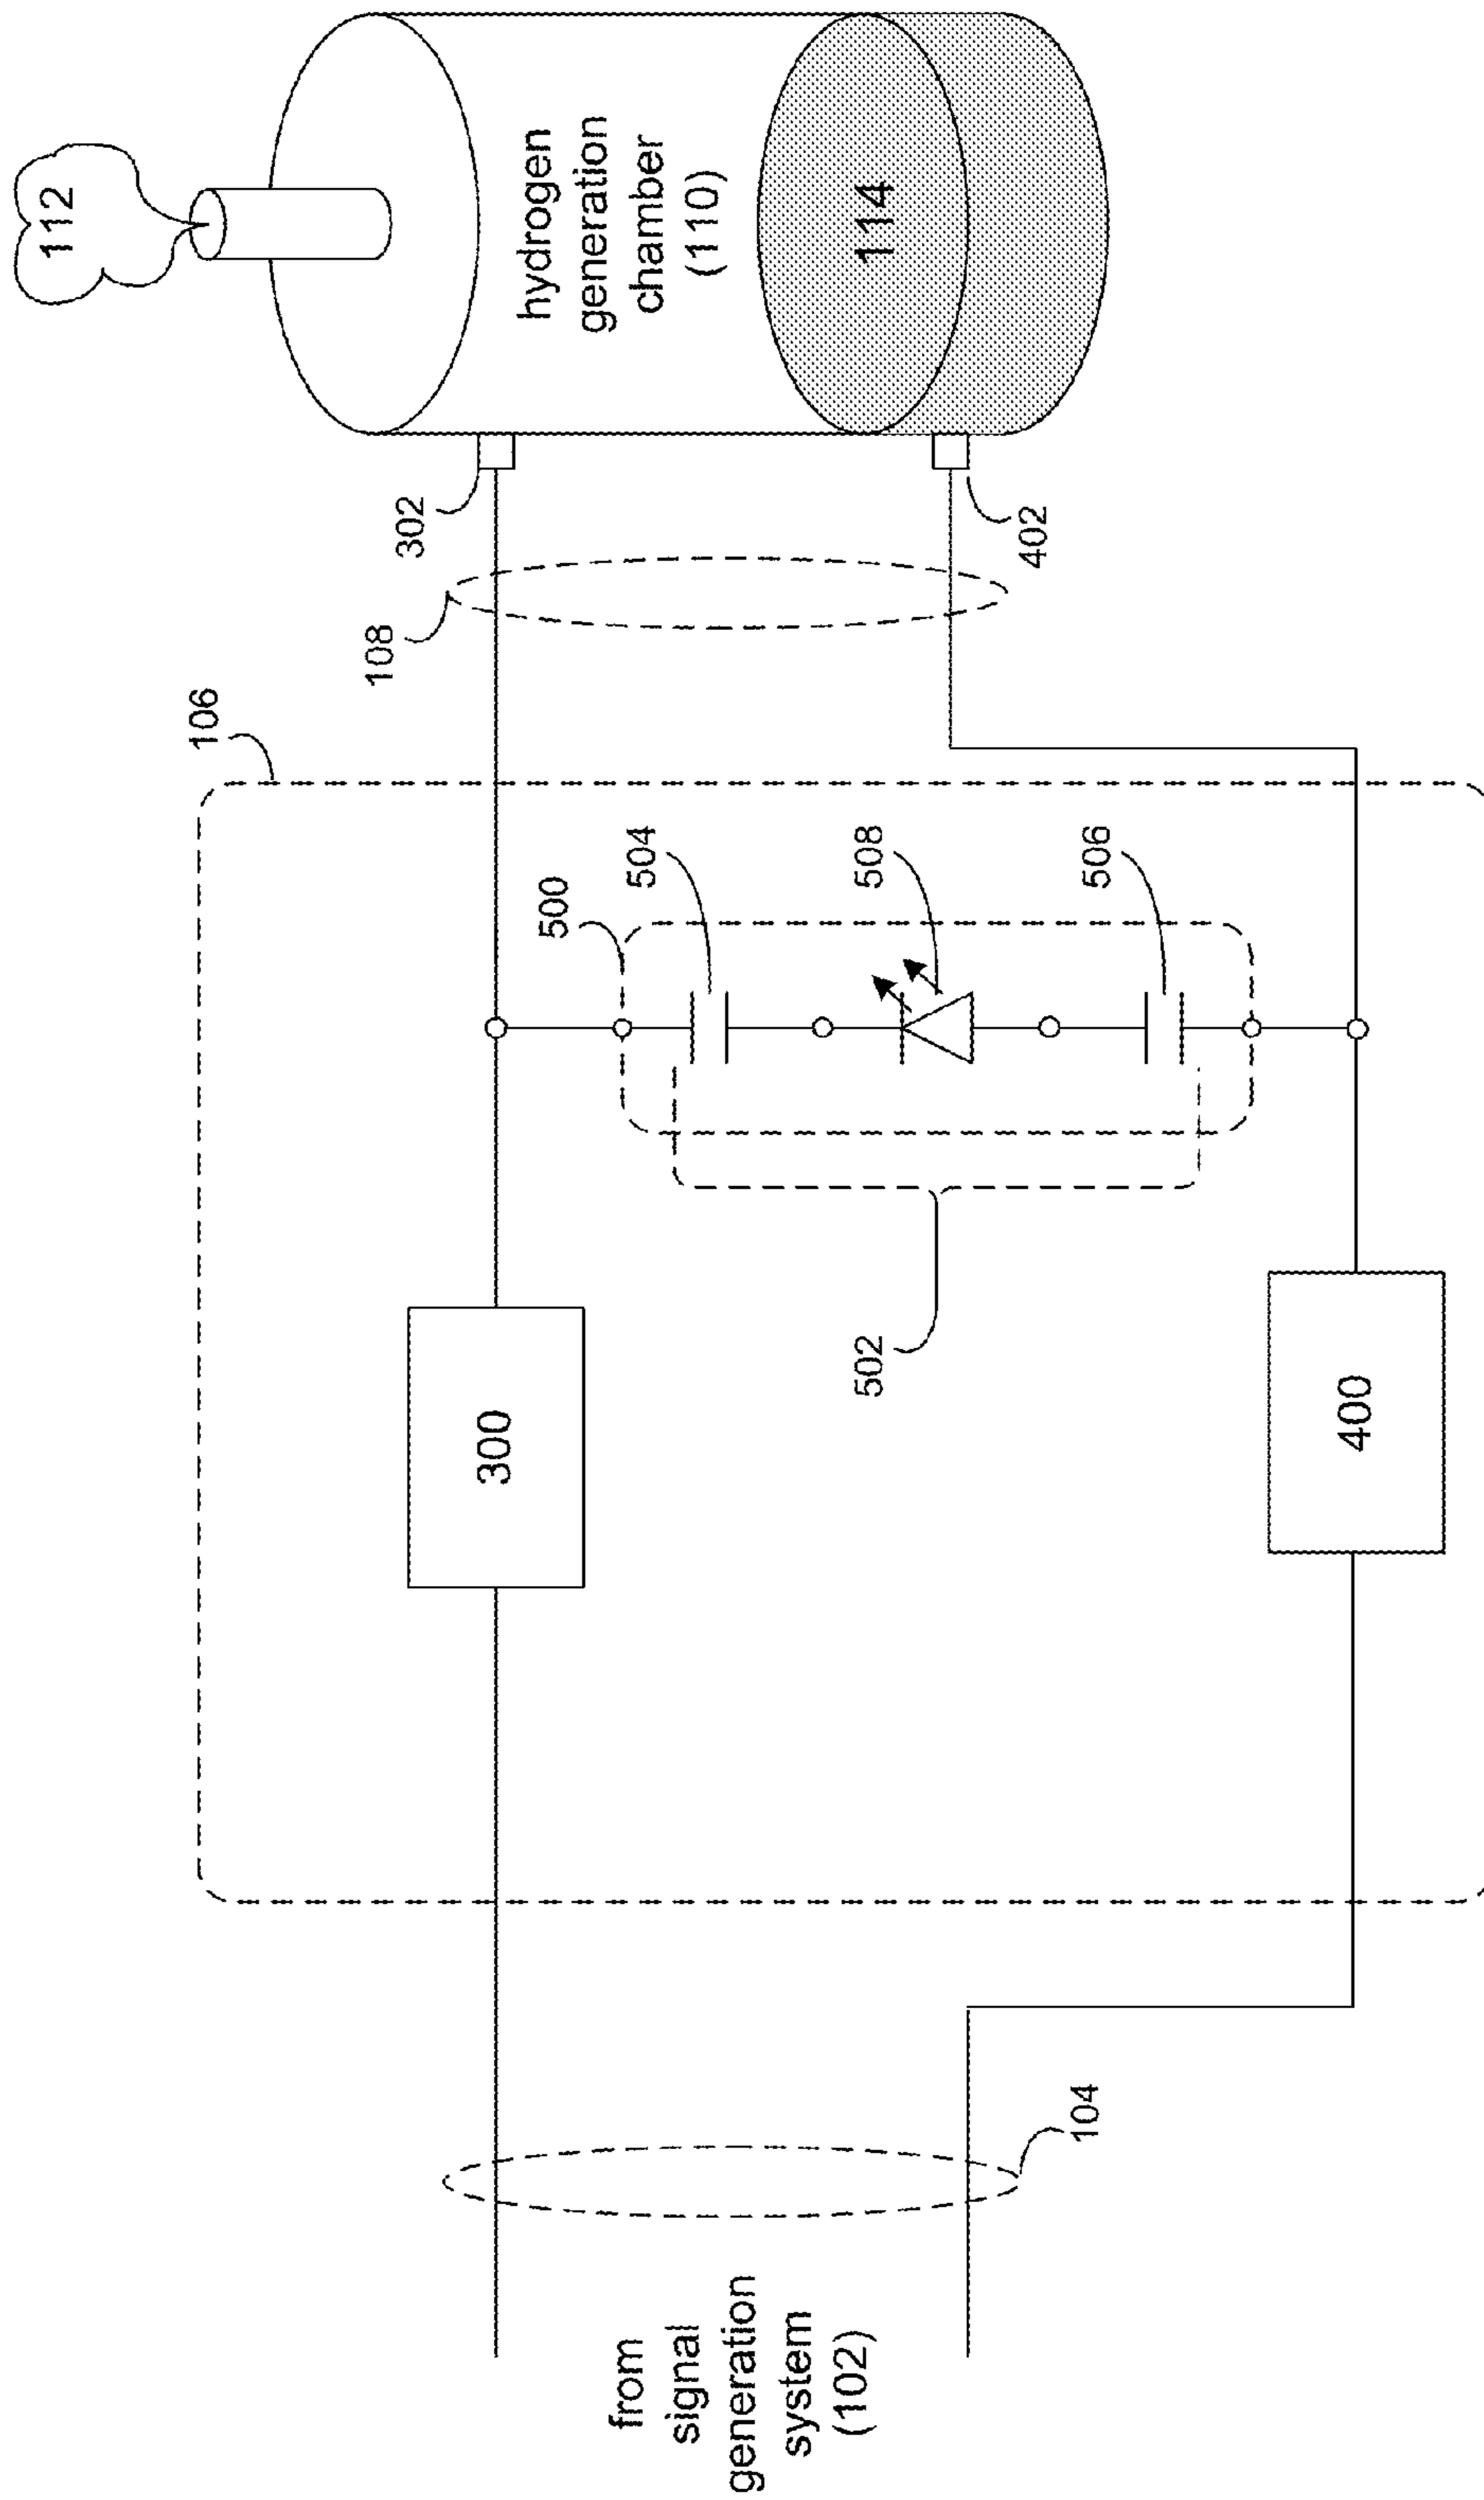 from
signal
generation
system
(102)
104
106
300
400
500
502
504
508
506
108
302
402
112
hydrogen
generation
chamber
(110)
114